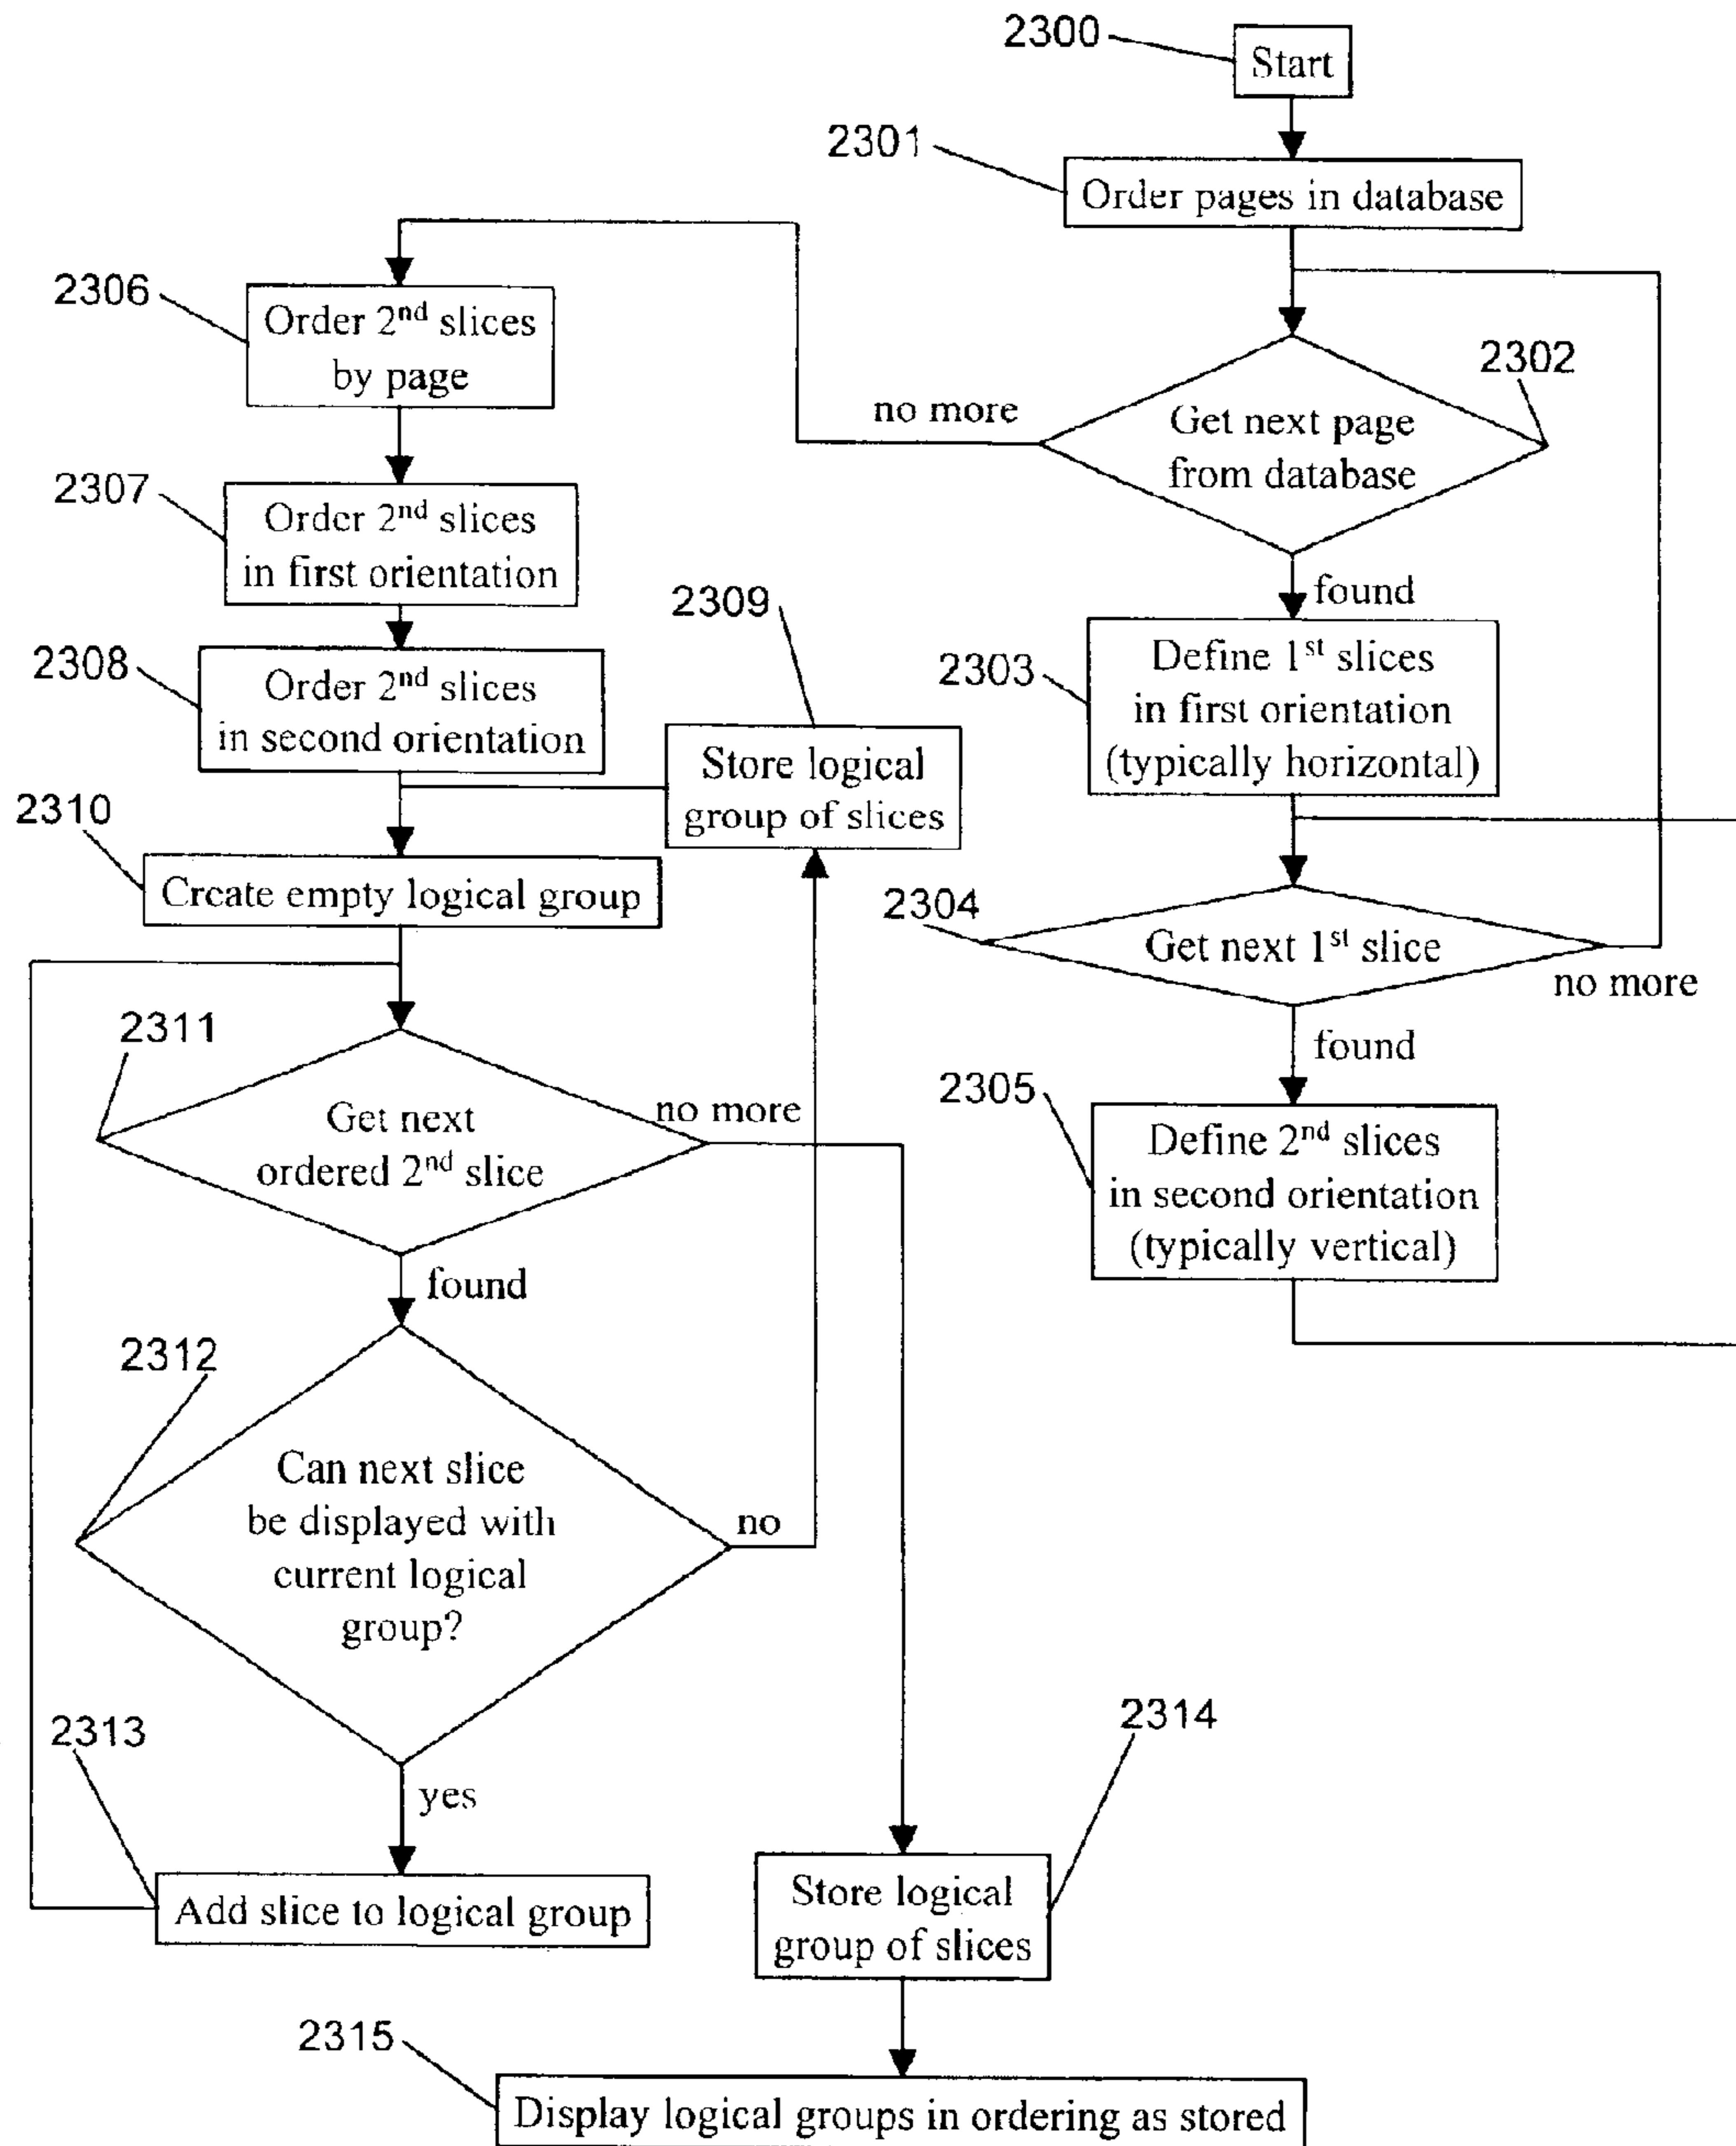 2300
Start
2301
Order pages in database
2302
Get next page
from database
no more
found
2303
Define 1st slices
in first orientation
(typically horizontal)
2304
Get next 1st slice
no more
found
2305
Define 2nd slices
in second orientation
(typically vertical)
2306
Order 2nd slices
by page
2307
Order 2nd slices
in first orientation
2308
Order 2nd slices
in second orientation
2309
Store logical
group of slices
2310
Create empty logical group
2311
Get next
ordered 2nd slice
no more
found
2312
Can next slice
be displayed with
current logical
group?
no
yes
2313
Add slice to logical group
2314
Store logical
group of slices
2315
Display logical groups in ordering as stored